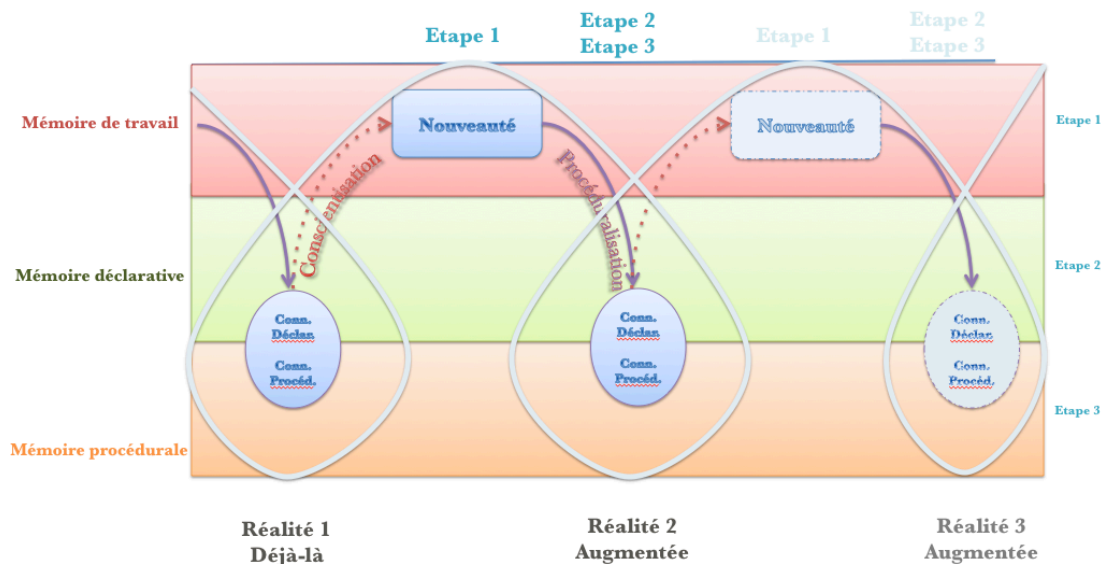 Etape 1
Etape 2
Etape 3
Etape 1
Etape 2
Etape 3
Mémoire de travail
Nouveauté
Nouveauté
Etape 1
Conscientisation
Procéduralisation
Mémoire déclarative
Etape 2
Conn.
Déclar.
Conn.
Procéd.
Conn.
Déclar.
Conn.
Procéd.
Conn.
Déclar.
Conn.
Procéd.
Mémoire procédurale
Etape 3
Réalité 1
Déjà-là
Réalité 2
Augmentée
Réalité 3
Augmentée